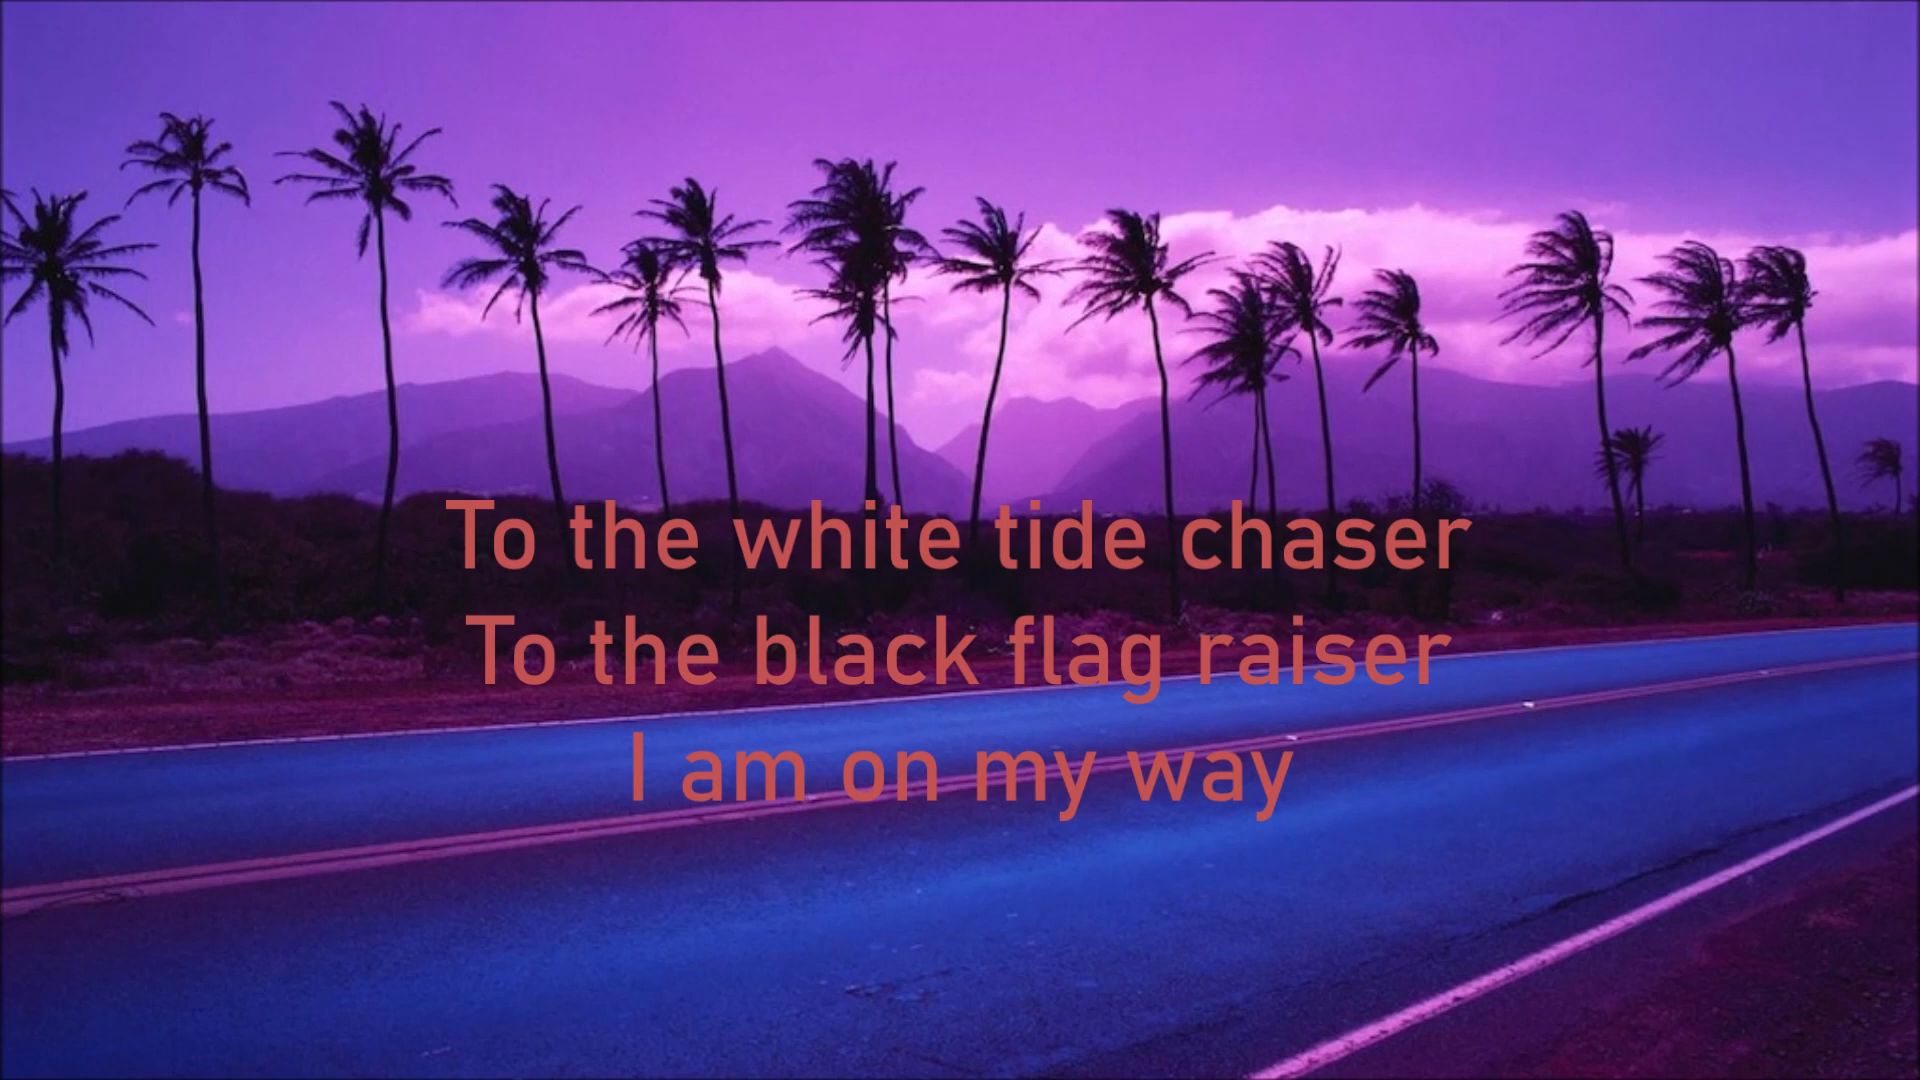 To the white tide chaser
To the black flag raiser
I am on my way